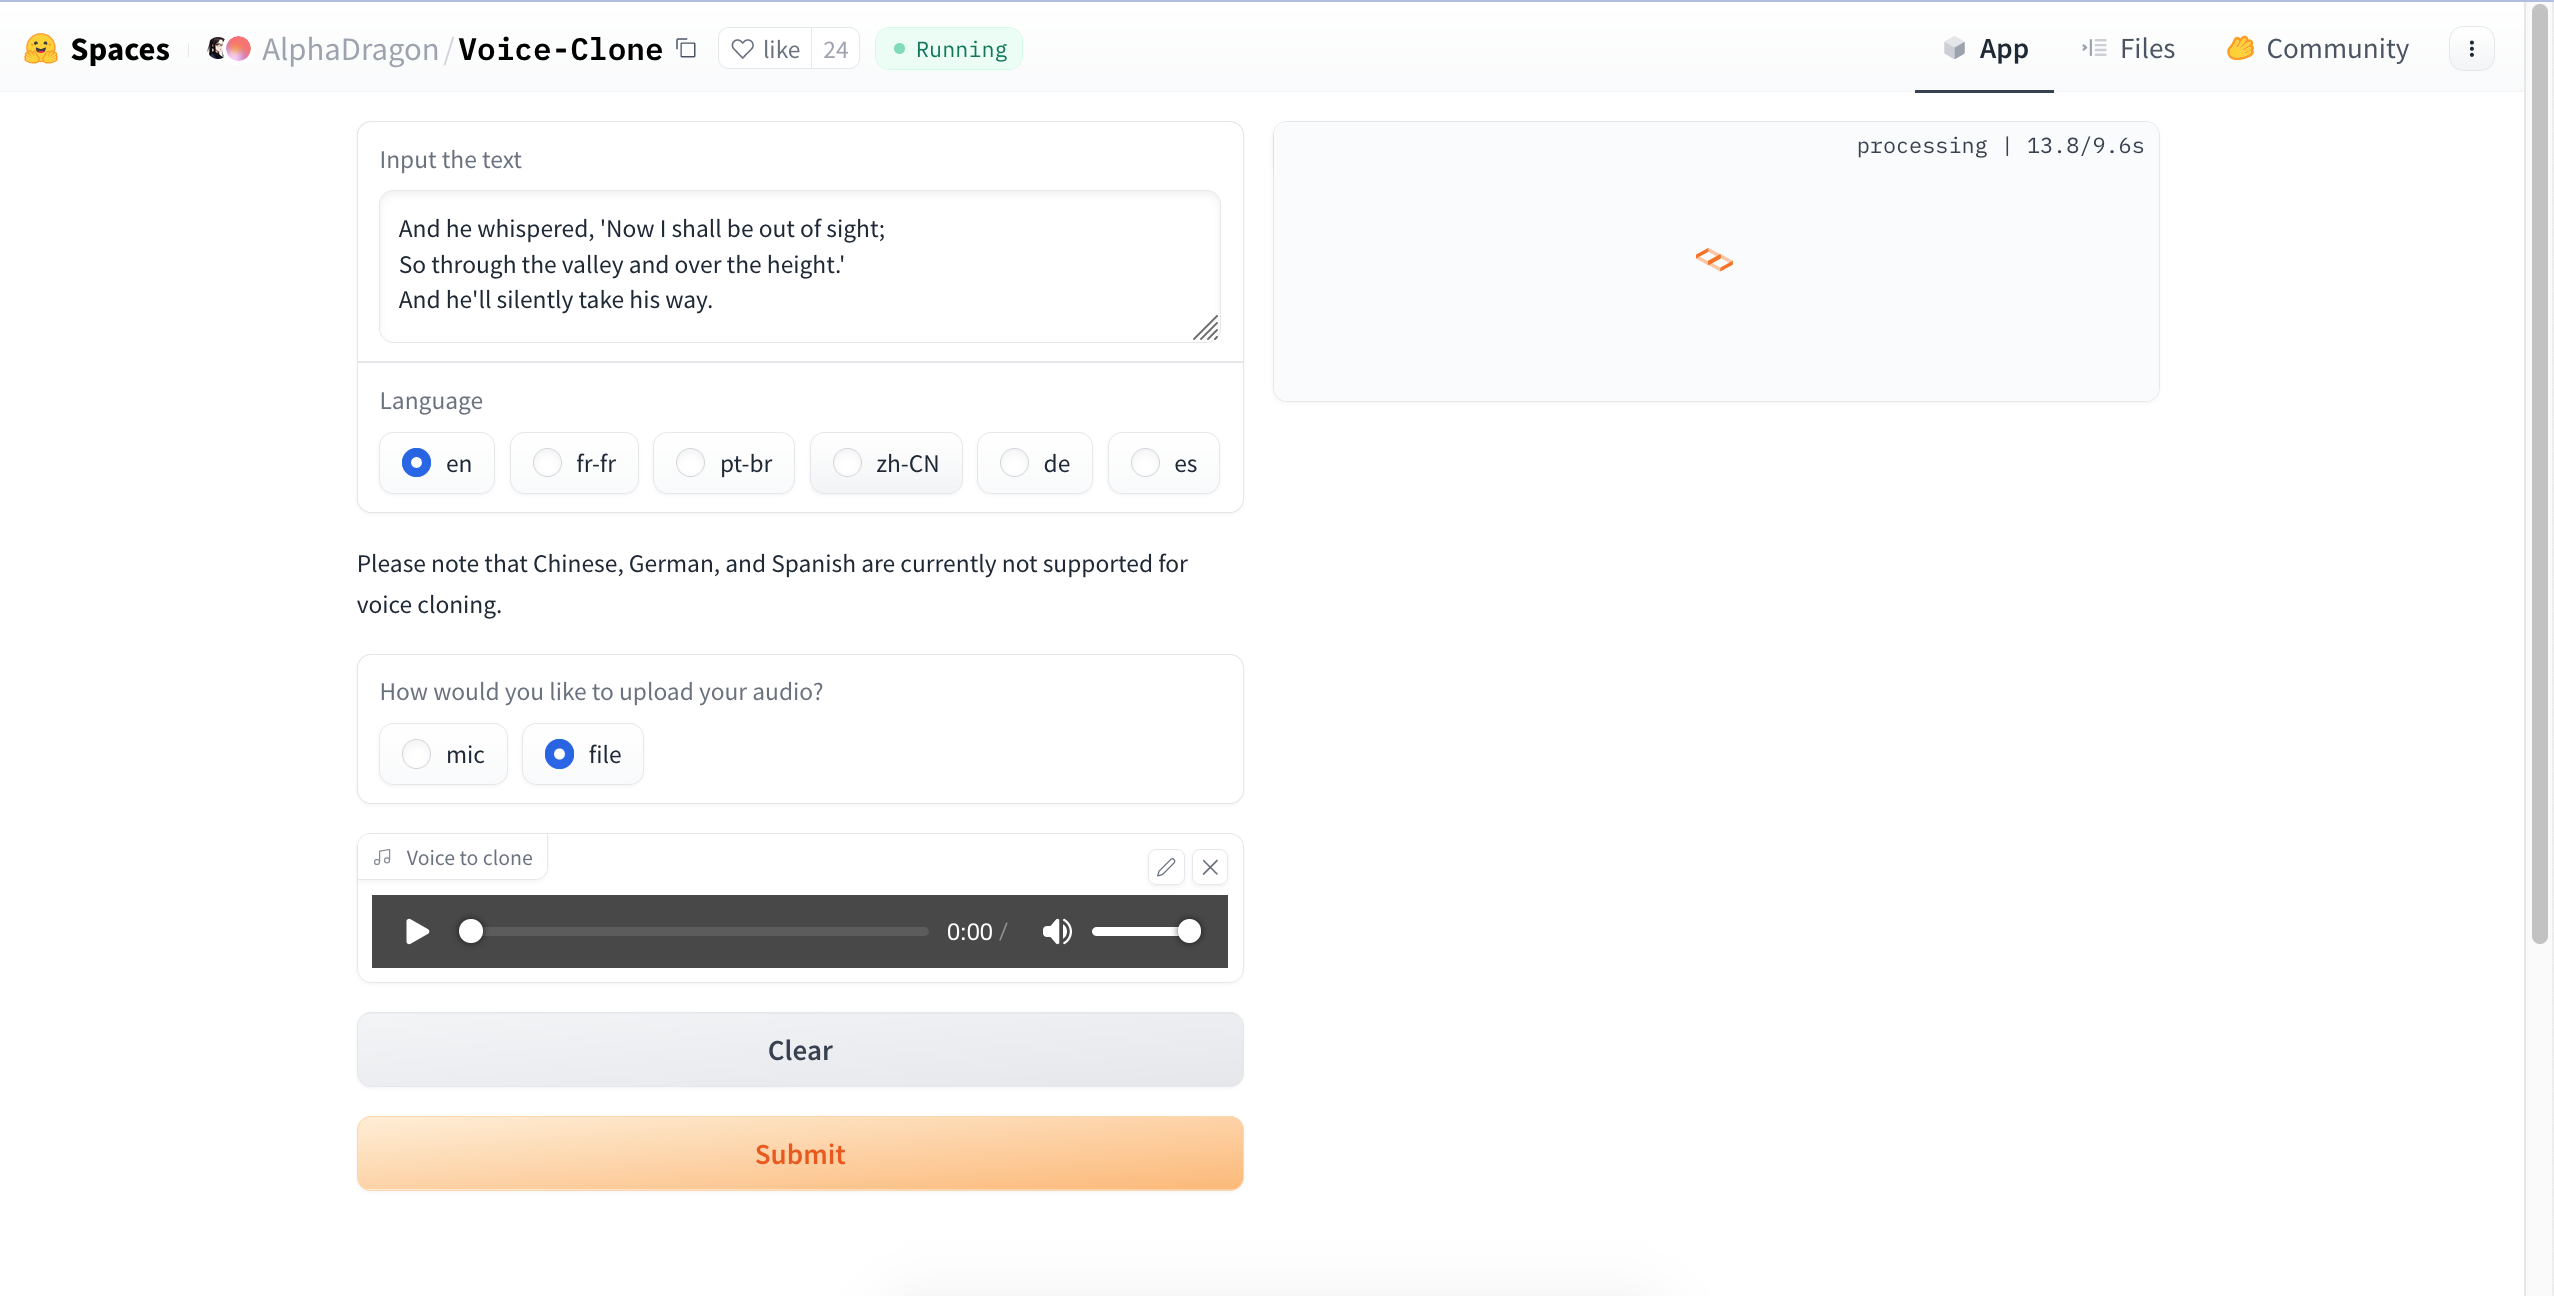 Spaces
AlphaDragon/Voice-Clone
like 24
Running
App
Files
Community
Input the text
And he whispered, 'Now I shall be out of sight;
So through the valley and over the height.'
And he'll silently take his way.
processing | 13.8/9.6s
Language
en
fr-fr
pt-br
zh-CN
de
es
Please note that Chinese, German, and Spanish are currently not supported for
voice cloning.
How would you like to upload your audio?
mic
file
Voice to clone
0:00 /
Clear
Submit